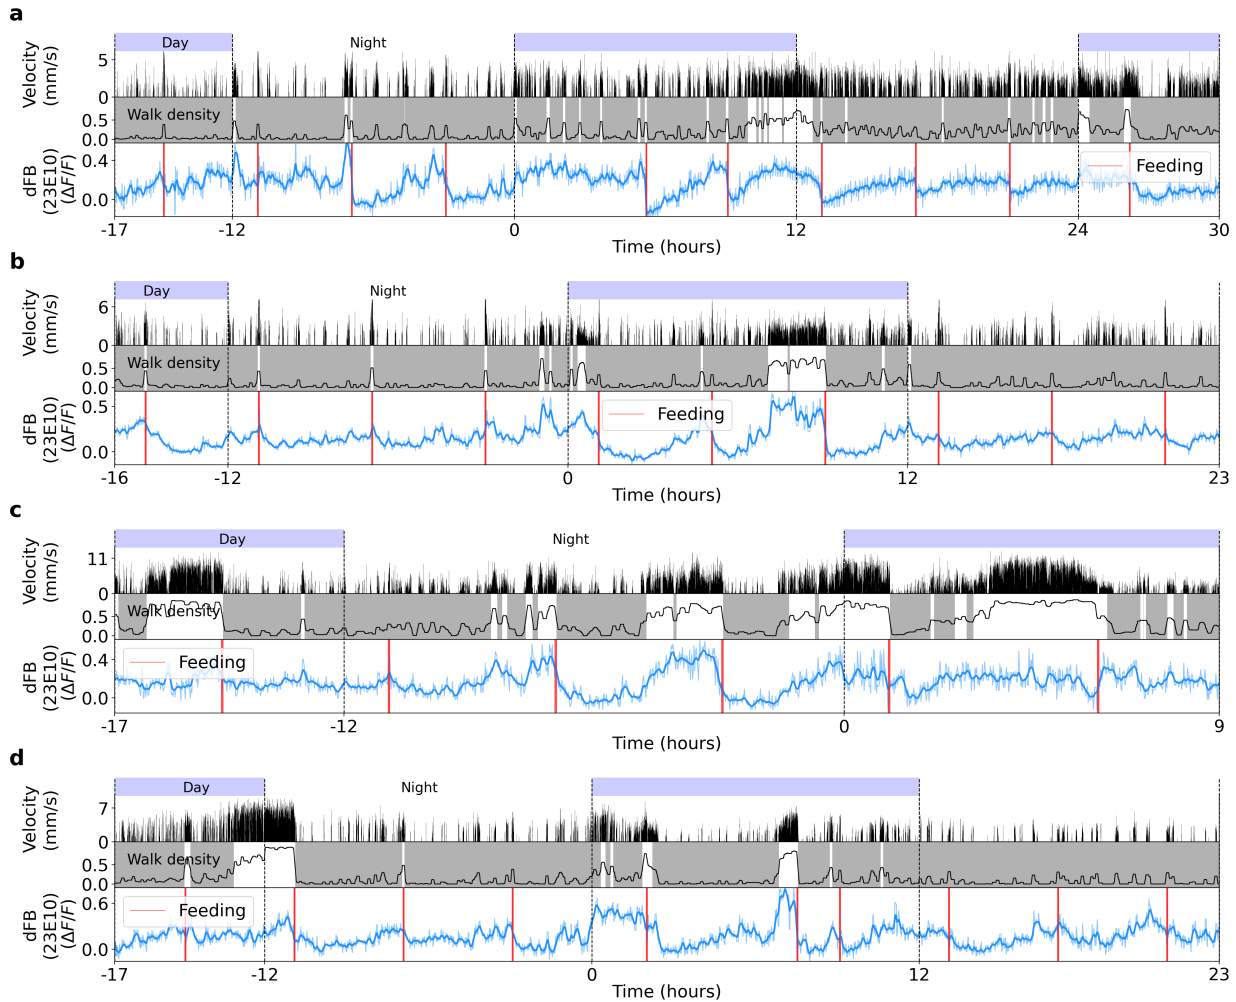 a
Day
Night
Velocity
(mm/s)
5
0
Walk density
0.5
0.0
dFB
(23E10)
(ΔF/F)
0.4
0.0
Feeding
-17
-12
0
12
24
30
Time (hours)
b
Day
Night
Velocity
(mm/s)
6
0
Walk density
0.5
0.0
dFB
(23E10)
(ΔF/F)
0.5
0.0
Feeding
-16
-12
0
12
23
Time (hours)
c
Day
Night
Velocity
(mm/s)
11
0
Walk density
0.5
0.0
dFB
(23E10)
(ΔF/F)
0.4
0.0
Feeding
-17
-12
0
9
Time (hours)
d
Day
Night
Velocity
(mm/s)
7
0
Walk density
0.5
0.0
dFB
(23E10)
(ΔF/F)
0.6
0.0
Feeding
-17
-12
0
12
23
Time (hours)